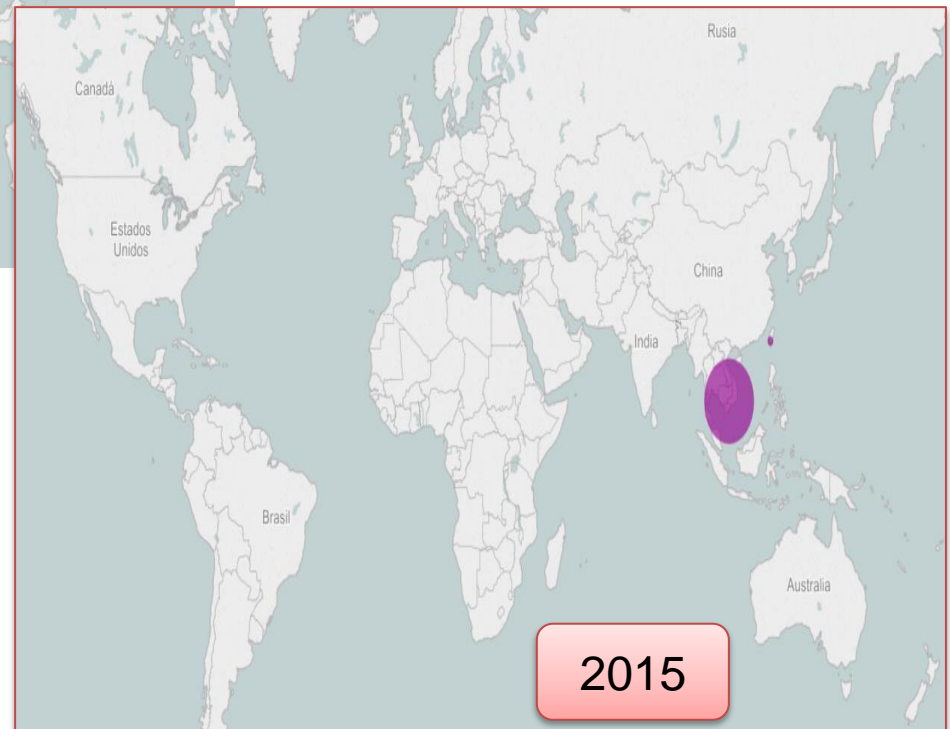 Rusia
Canadá
Estados
Unidos
China
India
Brasil
Australia
2015